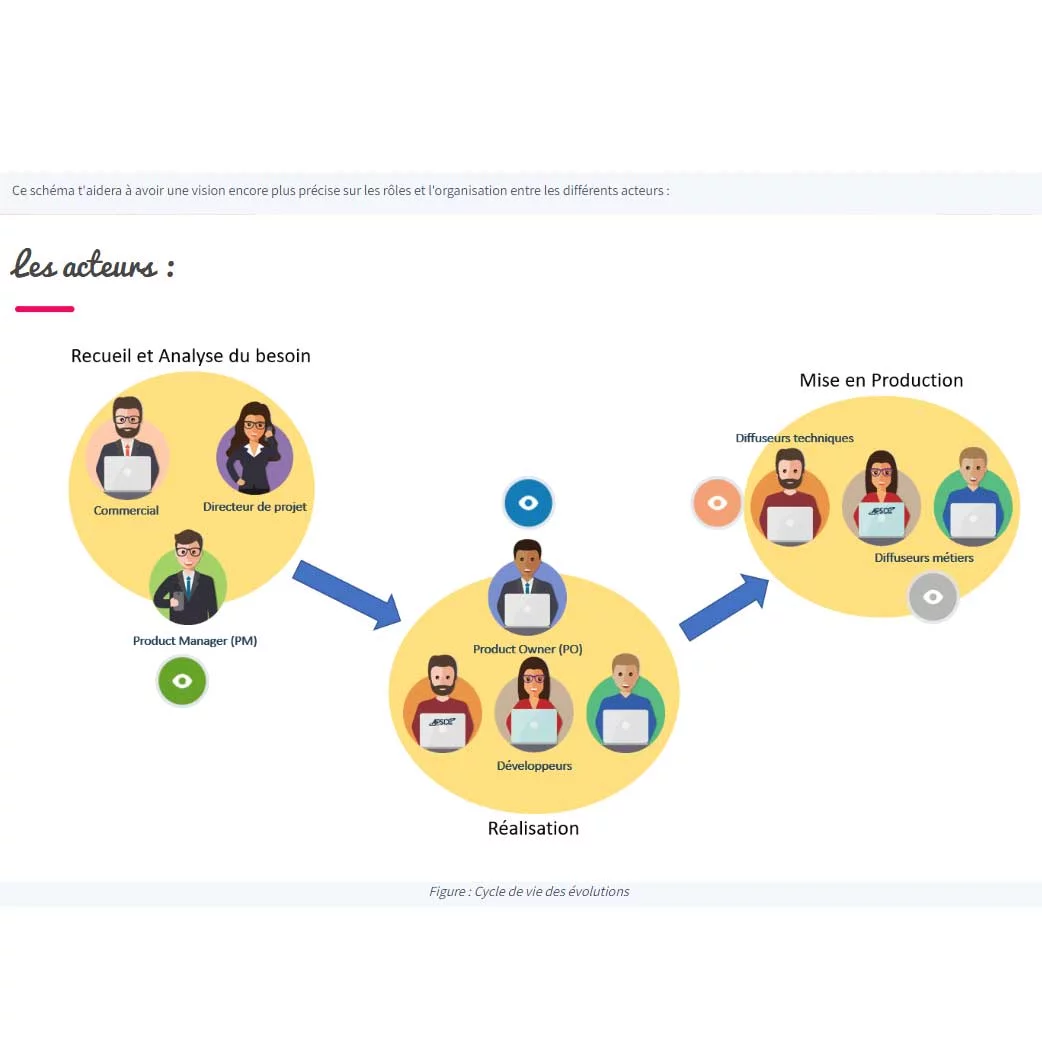 Ce schéma t'aidera à avoir une vision encore plus précise sur les rôles et l'organisation entre les différents acteurs :
Les acteurs :
Recueil et Analyse du besoin
Commercial
Directeur de projet
Product Manager (PM)
Product Owner (PO)
Développeurs
Réalisation
Mise en Production
Diffuseurs techniques
Diffuseurs métiers
Figure : Cycle de vie des évolutions